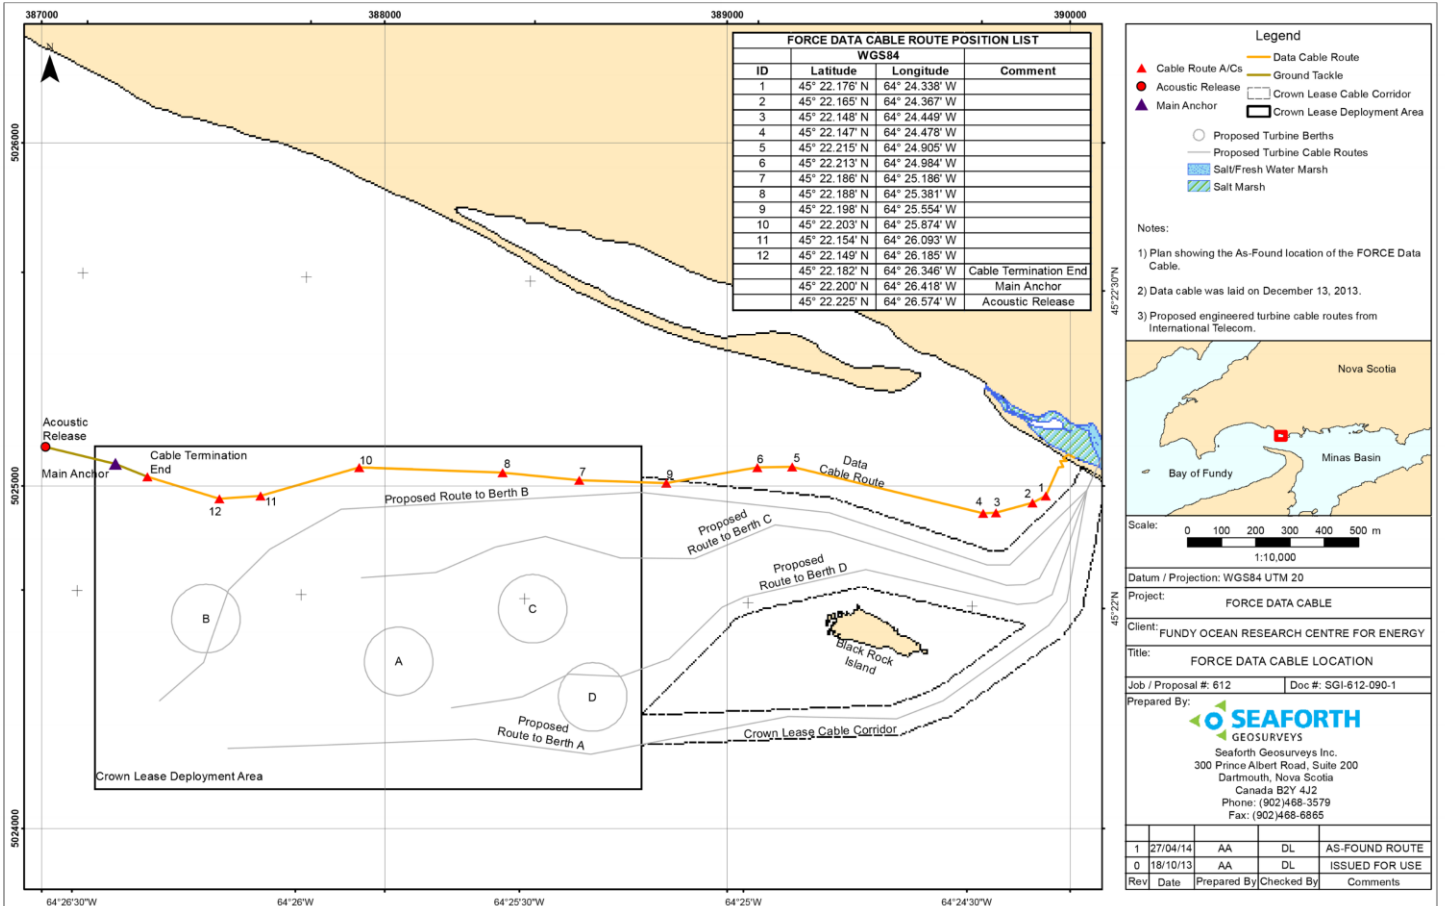 387000
388000
389000
390000
N
5026000
5025000
5024000
FORCE DATA CABLE ROUTE POSITION LIST
WGS84
ID Latitude Longitude Comment
1 45° 22.176' N 64° 24.338' W
2 45° 22.165' N 64° 24.367' W
3 45° 22.148' N 64° 24.449' W
4 45° 22.147' N 64° 24.478' W
5 45° 22.215' N 64° 24.905' W
6 45° 22.213' N 64° 24.984' W
7 45° 22.186' N 64° 25.186' W
8 45° 22.188' N 64° 25.381' W
9 45° 22.198' N 64° 25.554' W
10 45° 22.203' N 64° 25.874' W
11 45° 22.154' N 64° 26.093' W
12 45° 22.149' N 64° 26.185' W
45° 22.182' N 64° 26.346' W Cable Termination End
45° 22.200' N 64° 26.418' W Main Anchor
45° 22.225' N 64° 26.574' W Acoustic Release
45°22'30"N
45°22'N
Acoustic
Release
Main Anchor
Cable Termination
End
12
11
10
8
7
9
6
5
Data
Cable Route
4
3
2
1
Proposed Route to Berth B
Proposed
Route to Berth C
Proposed
Route to Berth D
B
A
C
D
Black Rock
Island
Proposed
Route to Berth A
Crown Lease Cable Corridor
Crown Lease Deployment Area
64°26'30"W
64°26'W
64°25'30"W
64°25'W
64°24'30"W
Legend
Cable Route A/Cs
Acoustic Release
Main Anchor
Data Cable Route
Ground Tackle
Crown Lease Cable Corridor
Crown Lease Deployment Area
Proposed Turbine Berths
Proposed Turbine Cable Routes
Salt/Fresh Water Marsh
Salt Marsh
Notes:
1) Plan showing the As-Found location of the FORCE Data
Cable.
2) Data cable was laid on December 13, 2013.
3) Proposed engineered turbine cable routes from
International Telecom.
Nova Scotia
Minas Basin
Bay of Fundy
Scale:
0 100 200 300 400 500 m
1:10,000
Datum / Projection: WGS84 UTM 20
Project:
FORCE DATA CABLE
Client: FUNDY OCEAN RESEARCH CENTRE FOR ENERGY
Title:
FORCE DATA CABLE LOCATION
Job / Proposal #: 612 Doc #: SGI-612-090-1
Prepared By:
SEAFORTH
GEOSURVEYS
Seaforth Geosurveys Inc.
300 Prince Albert Road, Suite 200
Dartmouth, Nova Scotia
Canada B2Y 4J2
Phone: (902)468-3579
Fax: (902)468-6865
1 27/04/14 AA DL AS-FOUND ROUTE
0 18/10/13 AA DL ISSUED FOR USE
Rev Date Prepared By Checked By Comments